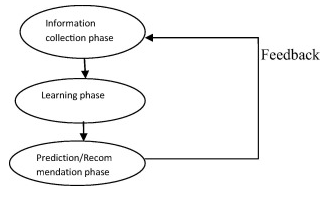 Information
collection phase
Feedback
Learning phase
Prediction/Recom
mendation phase